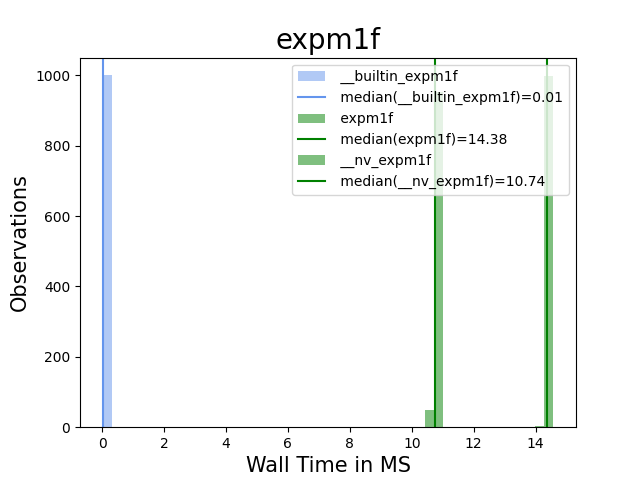 expm1f
Observations
1000
800
600
400
200
0
__builtin_expm1f
median(__builtin_expm1f)=0.01
expm1f
median(expm1f)=14.38
__nv_expm1f
median(__nv_expm1f)=10.74
0 2 4 6 8 10 12 14
Wall Time in MS